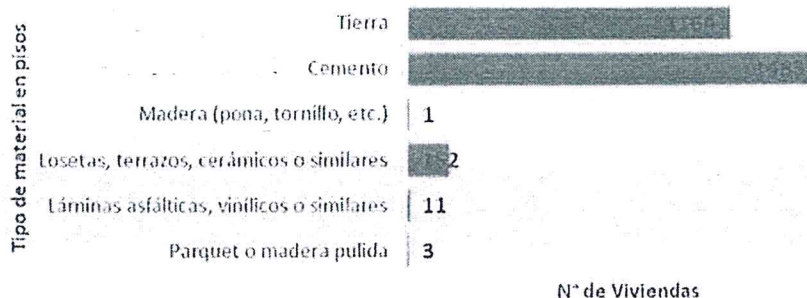 Tipo de material en pisos
Tierra
Cemento
Madera (pona, tornillo, etc.) 1
Losetas, terrazos, cerámicos o similares
Láminas asfálticas, vinílicos o similares 11
Parquet o madera pulida 3
N° de Viviendas